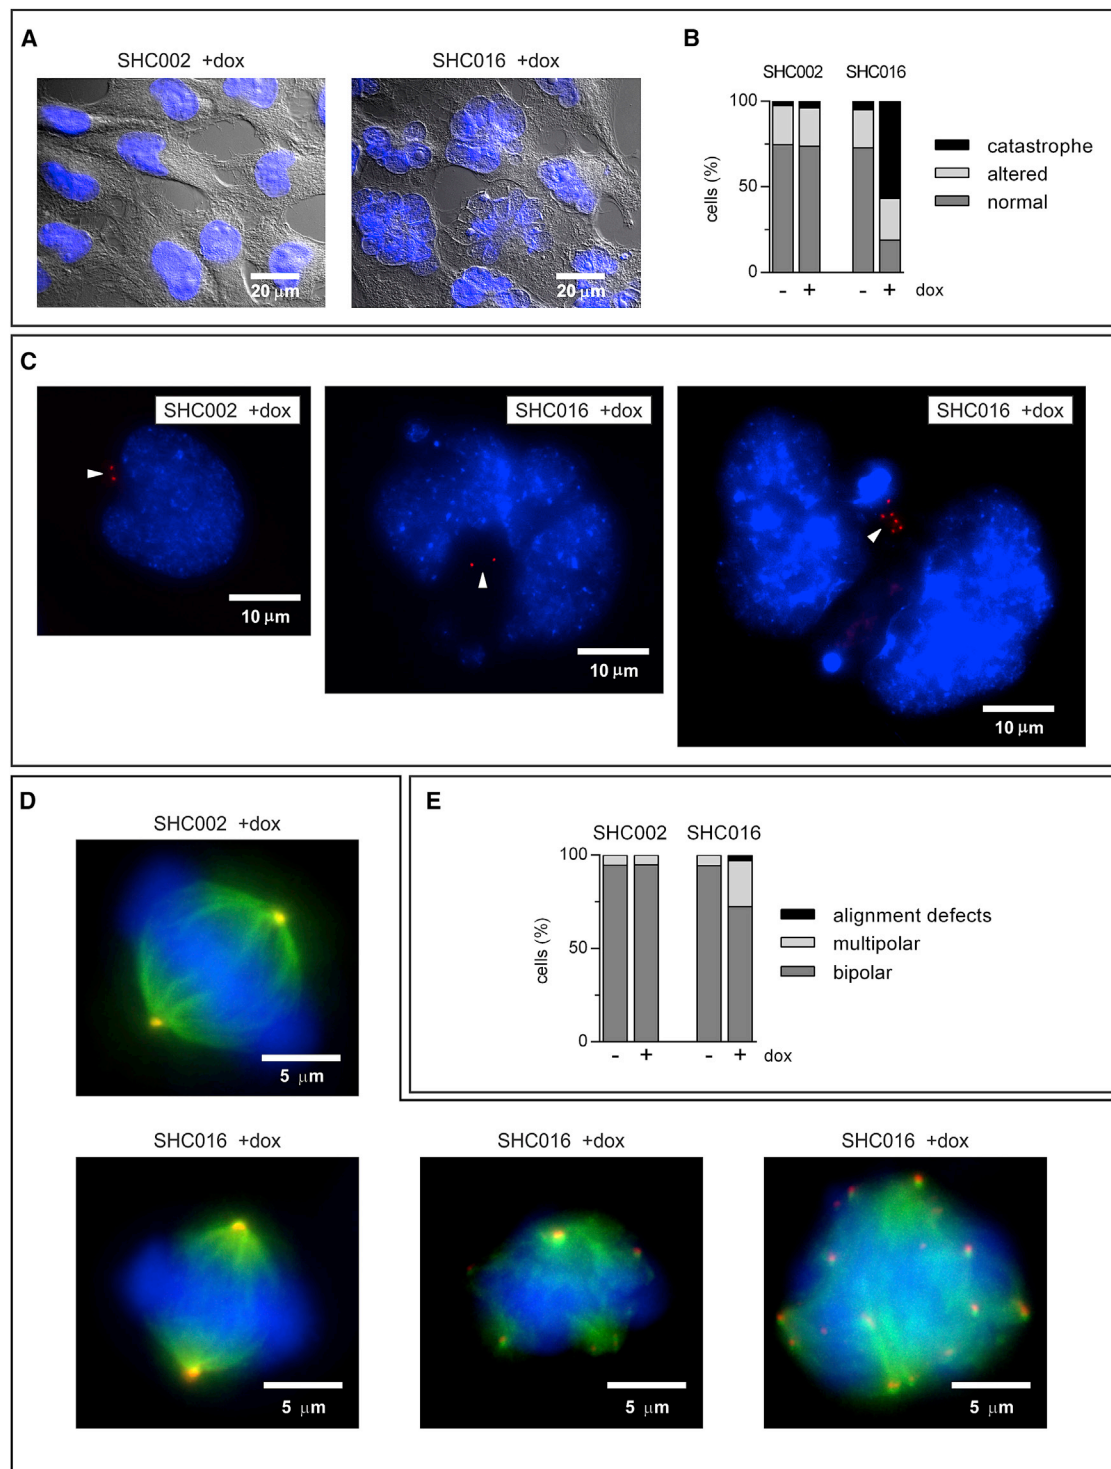 A
SHC002 +dox
SHC016 +dox
20 μm
20 μm
B
SHC002 SHC016
100
50
0
cells (%)
- + - + dox
catastrophe
altered
normal
C
SHC002 +dox
SHC016 +dox
SHC016 +dox
10 μm
10 μm
10 μm
D
SHC002 +dox
5 μm
E
SHC002 SHC016
100
50
0
cells (%)
- + - + dox
alignment defects
multipolar
bipolar
SHC016 +dox
SHC016 +dox
SHC016 +dox
5 μm
5 μm
5 μm